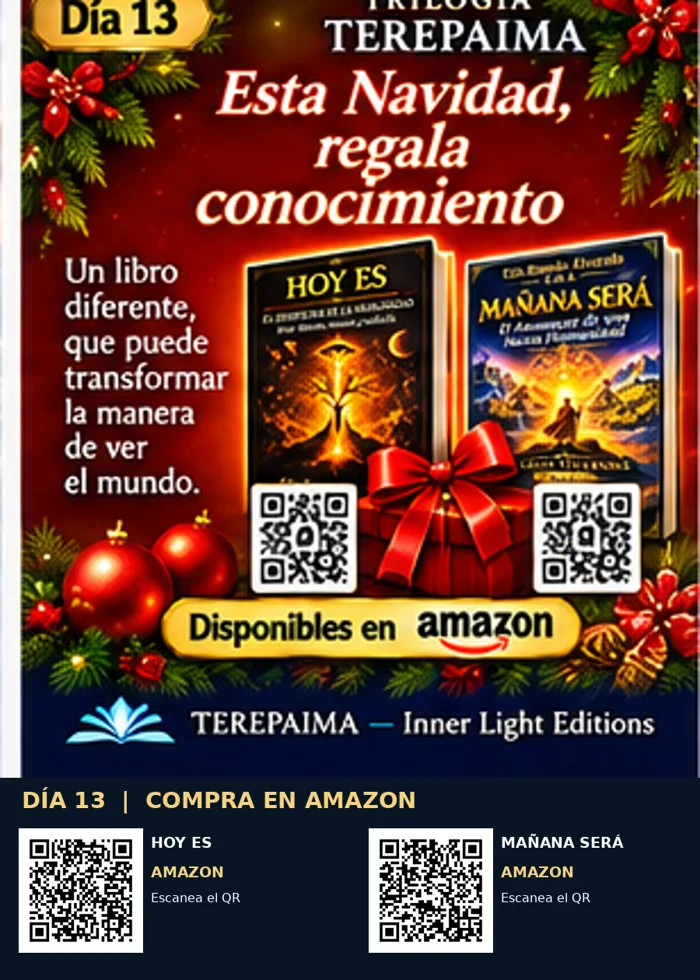 Día 13
TRILOGÍA
TEREPAIMA
Esta Navidad,
regala
conocimiento
Un libro
diferente,
que puede
transformar
la manera
de ver
el mundo.
HOY ES
MAÑANA SERÁ
Disponibles en amazon
TEREPAIMA — Inner Light Editions
DÍA 13 | COMPRA EN AMAZON
HOY ES
AMAZON
Escanea el QR
MAÑANA SERÁ
AMAZON
Escanea el QR